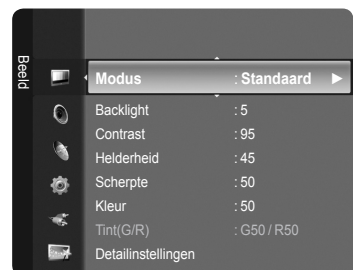 Beeld
Modus : Standaard ►
Backlight : 5
Contrast : 95
Helderheid : 45
Scherpte : 50
Kleur : 50
Tint(G/R) : G50 / R50
Detailinstellingen